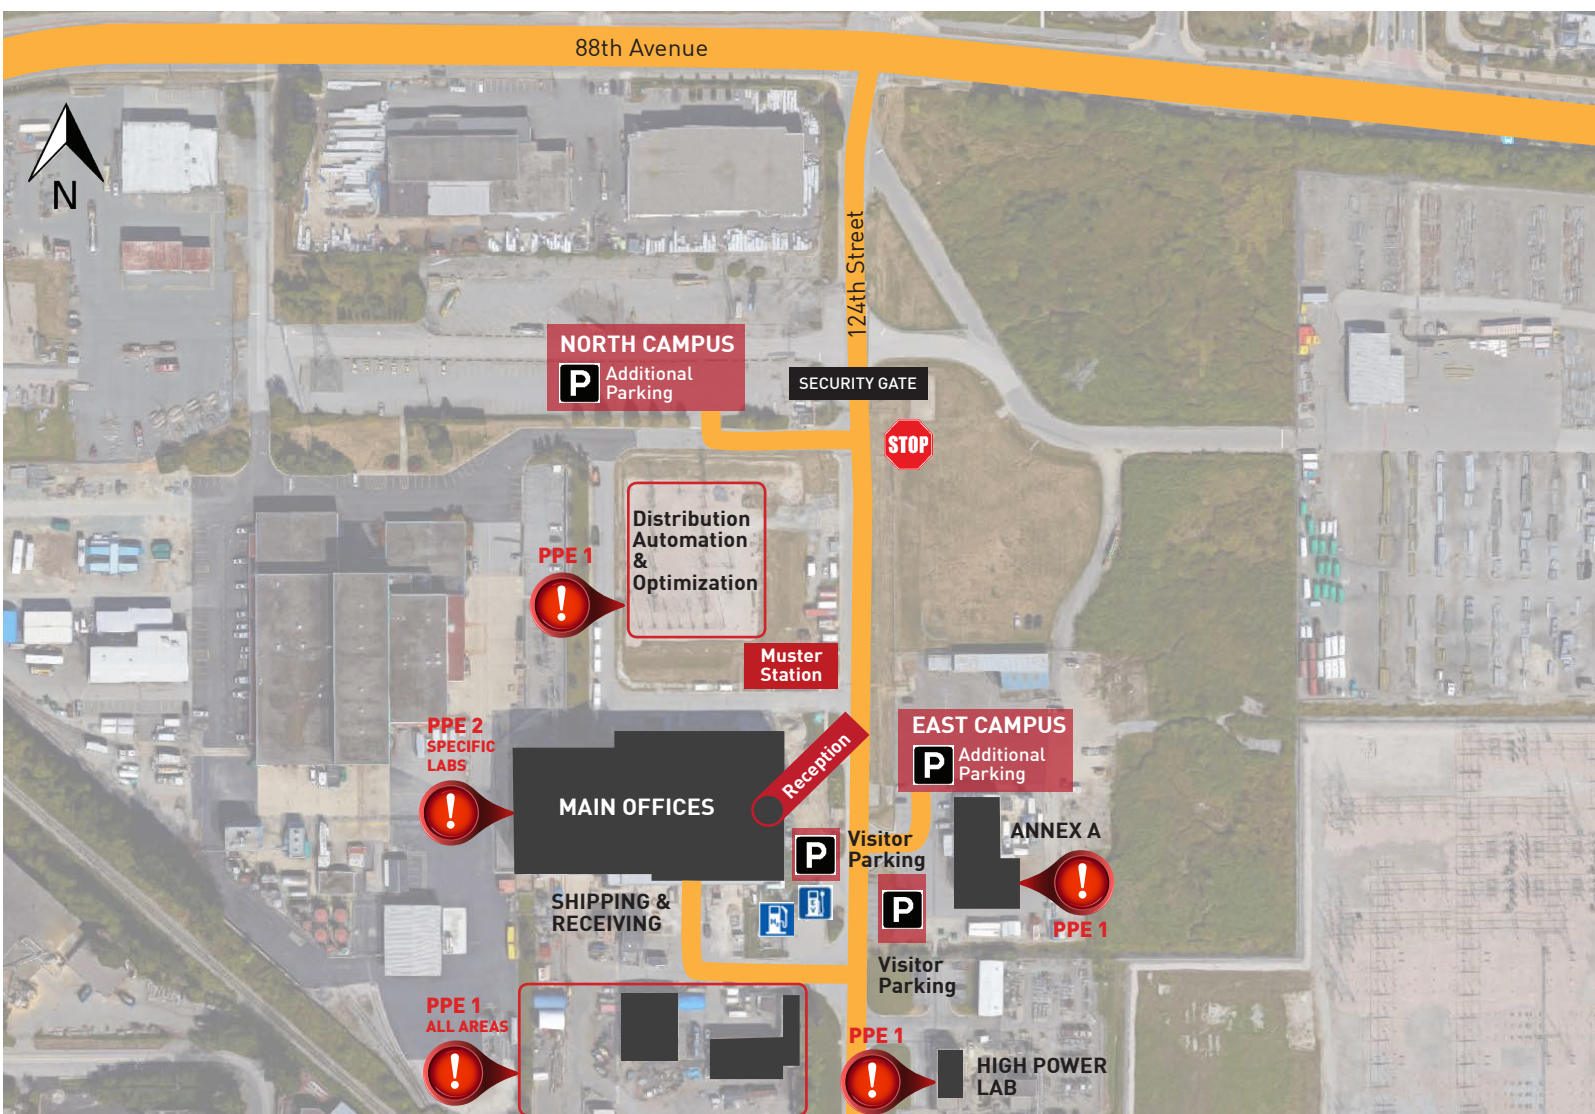 88th Avenue
N
124th Street
NORTH CAMPUS
P
Additional
Parking
SECURITY GATE
STOP
Distribution
Automation
&
Optimization
PPE 1
!
Muster
Station
PPE 2
SPECIFIC
LABS
!
MAIN OFFICES
Reception
EAST CAMPUS
P
Additional
Parking
P
Visitor
Parking
ANNEX A
!
PPE 1
SHIPPING &
RECEIVING
H2
EV
P
Visitor
Parking
PPE 1
ALL AREAS
!
PPE 1
!
HIGH POWER
LAB